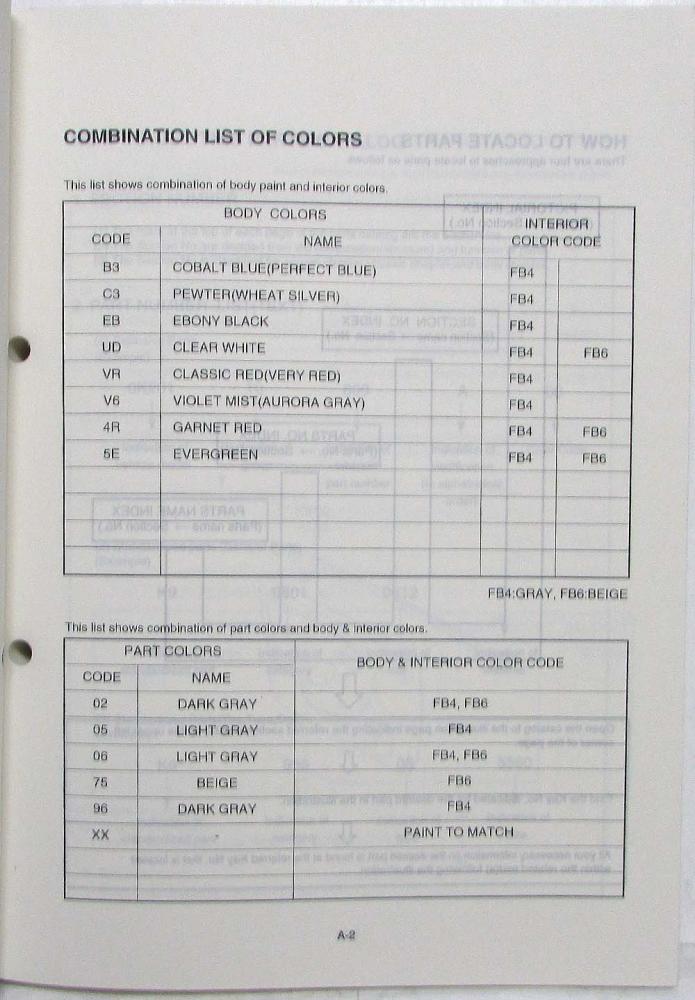 COMBINATION LIST OF COLORS
This list shows combination of body paint and interior colors.
BODY COLORS INTERIOR
CODE NAME COLOR CODE
B3 COBALT BLUE(PERFECT BLUE) FB4
C3 PEWTER(WHEAT SILVER) FB4
EB EBONY BLACK FB4
UD CLEAR WHITE FB4 FB6
VR CLASSIC RED(VERY RED) FB4
V6 VIOLET MIST(AURORA GRAY) FB4
4R GARNET RED FB4 FB6
5E EVERGREEN FB4 FB6
FB4:GRAY, FB6:BEIGE
This list shows combination of part colors and body & interior colors.
PART COLORS BODY & INTERIOR COLOR CODE
CODE NAME
02 DARK GRAY FB4, FB6
05 LIGHT GRAY FB4
06 LIGHT GRAY FB4, FB6
75 BEIGE FB6
96 DARK GRAY FB4
XX - PAINT TO MATCH
A-2